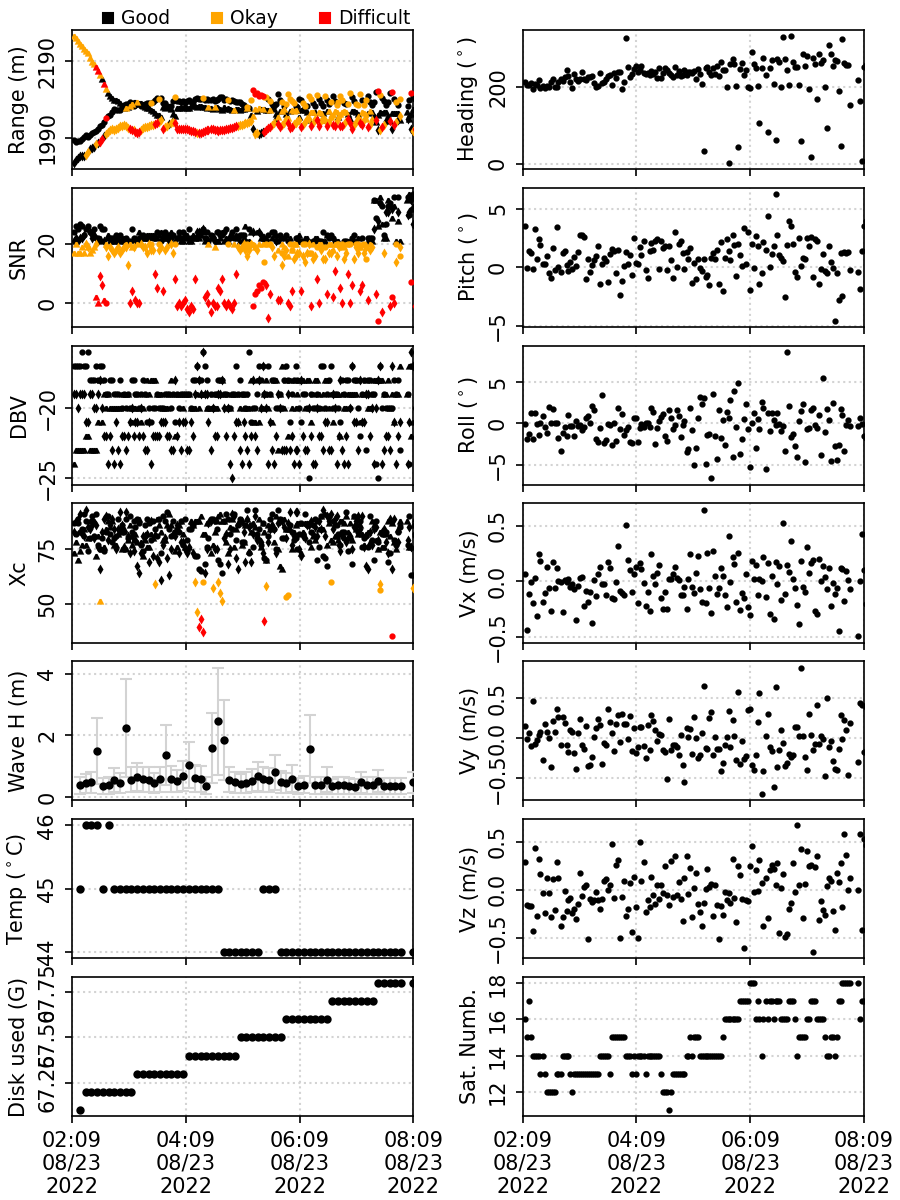 Good Okay Difficult
Range (m)
2190
1990
Heading (°)
200
0
SNR
20
0
Pitch (°)
5
0
−5
DBV
−20
−25
Roll (°)
5
0
−5
Xc
75
50
Vx (m/s)
0.5
0.0
−0.5
Wave H (m)
4
2
0
Vy (m/s)
0.5
0.0
−0.5
Temp (°C)
46
45
44
Vz (m/s)
0.5
0.0
−0.5
Disk used (G)
67.75
67.50
67.25
Sat. Numb.
18
16
14
12
02:09 04:09 06:09 08:09 02:09 04:09 06:09 08:09
08/23 08/23 08/23 08/23 08/23 08/23 08/23 08/23
2022 2022 2022 2022 2022 2022 2022 2022